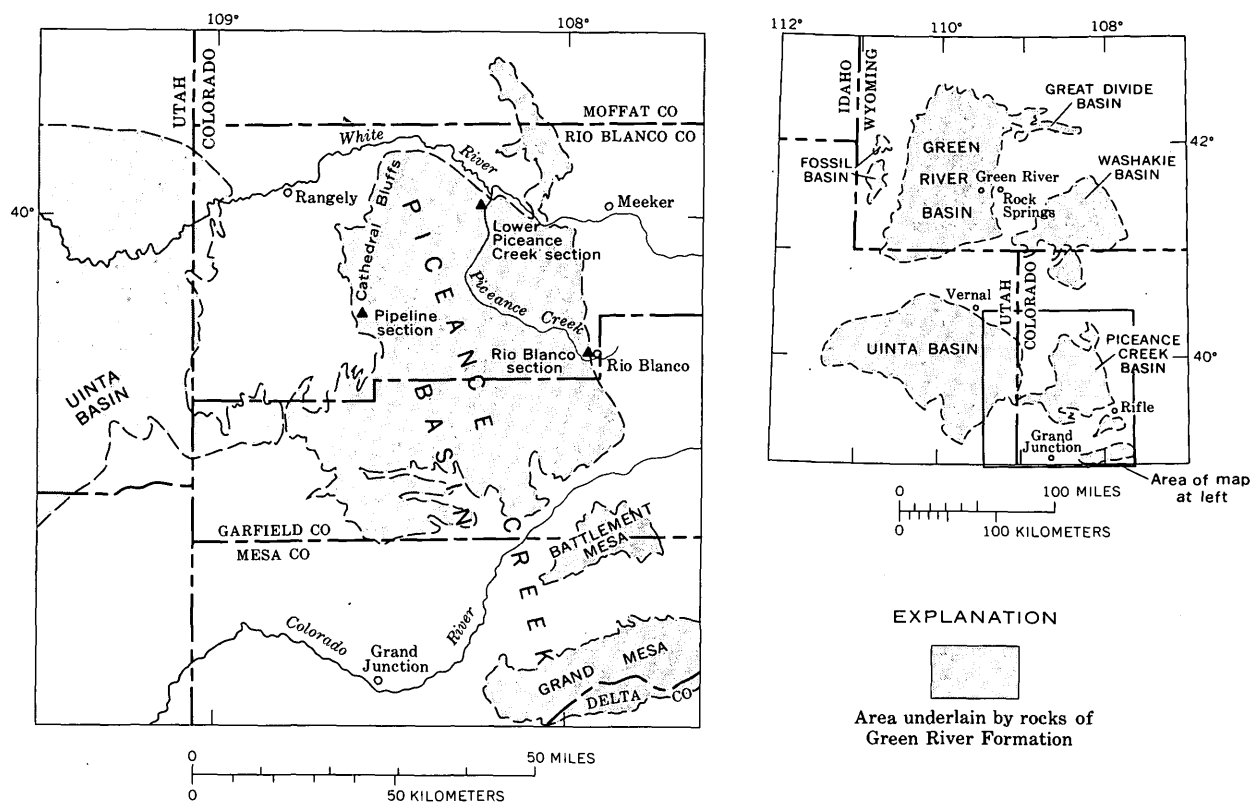 109°
108°
UTAH
COLORADO
MOFFAT CO
RIO BLANCO CO
White
River
Rangely
Meeker
40°
Cathedral Bluffs
Lower
Piceance
Creek section
PICEANCE
CREEK
BASIN
Piceance Creek
Pipeline
section
Rio Blanco
section
Rio Blanco
UINTA
BASIN
GARFIELD CO
MESA CO
BATTLEMENT
MESA
Colorado
River
Grand
Junction
GRAND MESA
DELTA CO
0
50 MILES
0
50 KILOMETERS
112°
110°
108°
IDAHO
WYOMING
GREAT DIVIDE
BASIN
42°
FOSSIL
BASIN
GREEN
RIVER
BASIN
Green River
Rock
Springs
WASHAKIE
BASIN
UTAH
COLORADO
Vernal
UINTA BASIN
PICEANCE
CREEK
BASIN
40°
Rifle
Grand
Junction
Area of map
at left
0
100 MILES
0
100 KILOMETERS
EXPLANATION
Area underlain by rocks of
Green River Formation